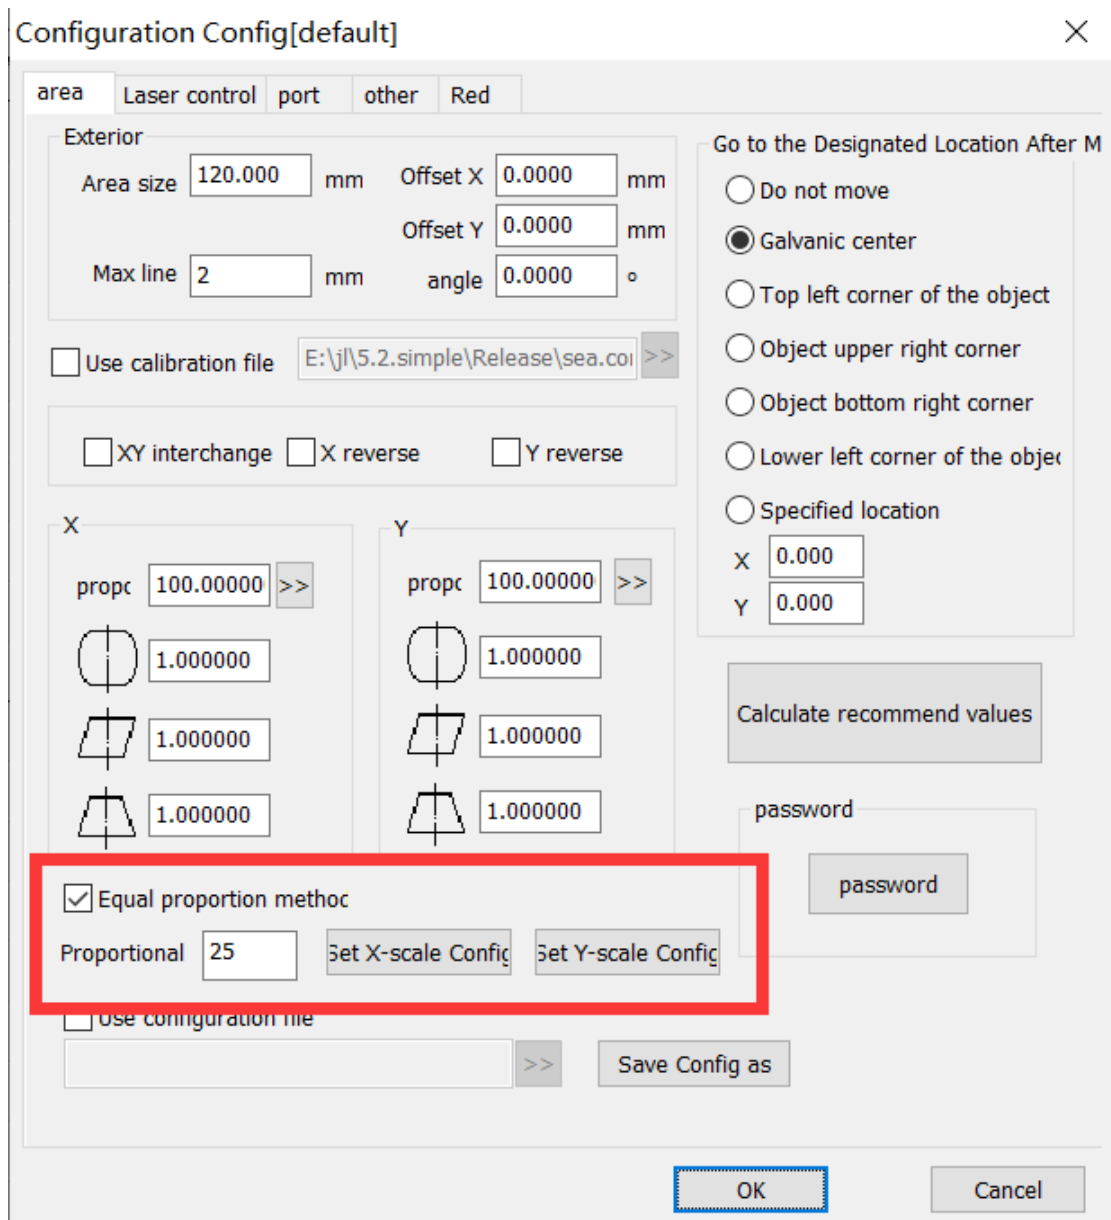 Configuration Config[default]
area
Laser control
port
other
Red
Exterior
Area size 120.000 mm
Offset X 0.0000 mm
Offset Y 0.0000 mm
Max line 2 mm
angle 0.0000 °
Use calibration file E:\jl\5.2.simple\Release\sea.co >>
XY interchange
X reverse
Y reverse
X
propc 100.00000 >>
1.000000
1.000000
1.000000
Y
propc 100.00000 >>
1.000000
1.000000
1.000000
Go to the Designated Location After M
Do not move
Galvanic center
Top left corner of the object
Object upper right corner
Object bottom right corner
Lower left corner of the objec
Specified location
X 0.000
Y 0.000
Calculate recommend values
password
password
Equal proportion method
Proportional 25
Set X-scale Config
Set Y-scale Config
Use configuration file
>>
Save Config as
OK
Cancel